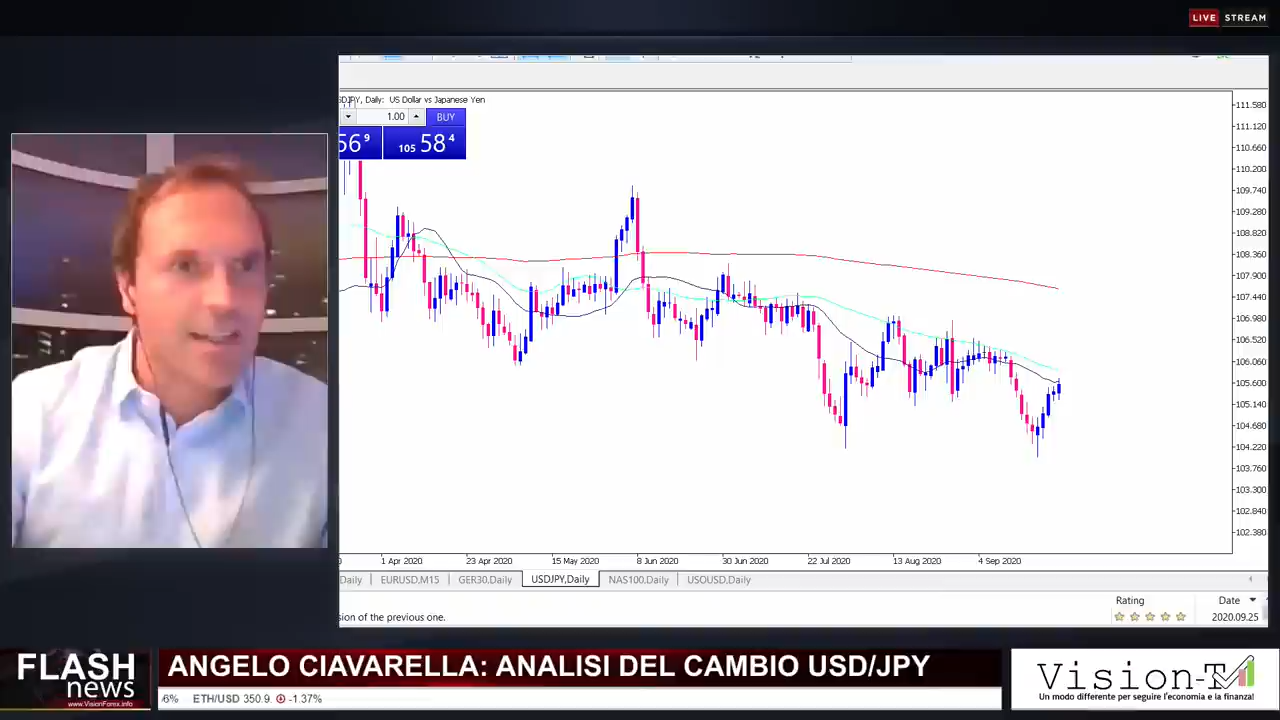 LIVE STREAM
SDJPY, Daily: US Dollar vs Japanese Yen
1.00
BUY
56 9
105 58 4
111.580
111.120
110.660
110.200
109.740
109.280
108.820
108.360
107.900
107.440
106.980
106.520
106.060
105.600
105.140
104.680
104.220
103.760
103.300
102.840
102.380
0 1 Apr 2020 23 Apr 2020 15 May 2020 8 Jun 2020 30 Jun 2020 22 Jul 2020 13 Aug 2020 4 Sep 2020
Daily EURUSD,M15 GER30,Daily USDJPY,Daily NAS100,Daily USOUSD,Daily
Rating Date
sion of the previous one. 2020.09.25
FLASH
news
www.VisionForex.info
ANGELO CIAVARELLA: ANALISI DEL CAMBIO USD/JPY
6% ETH/USD 350.9 -1.37%
Vision-T
Un modo differente per seguire l'economia e la finanza!